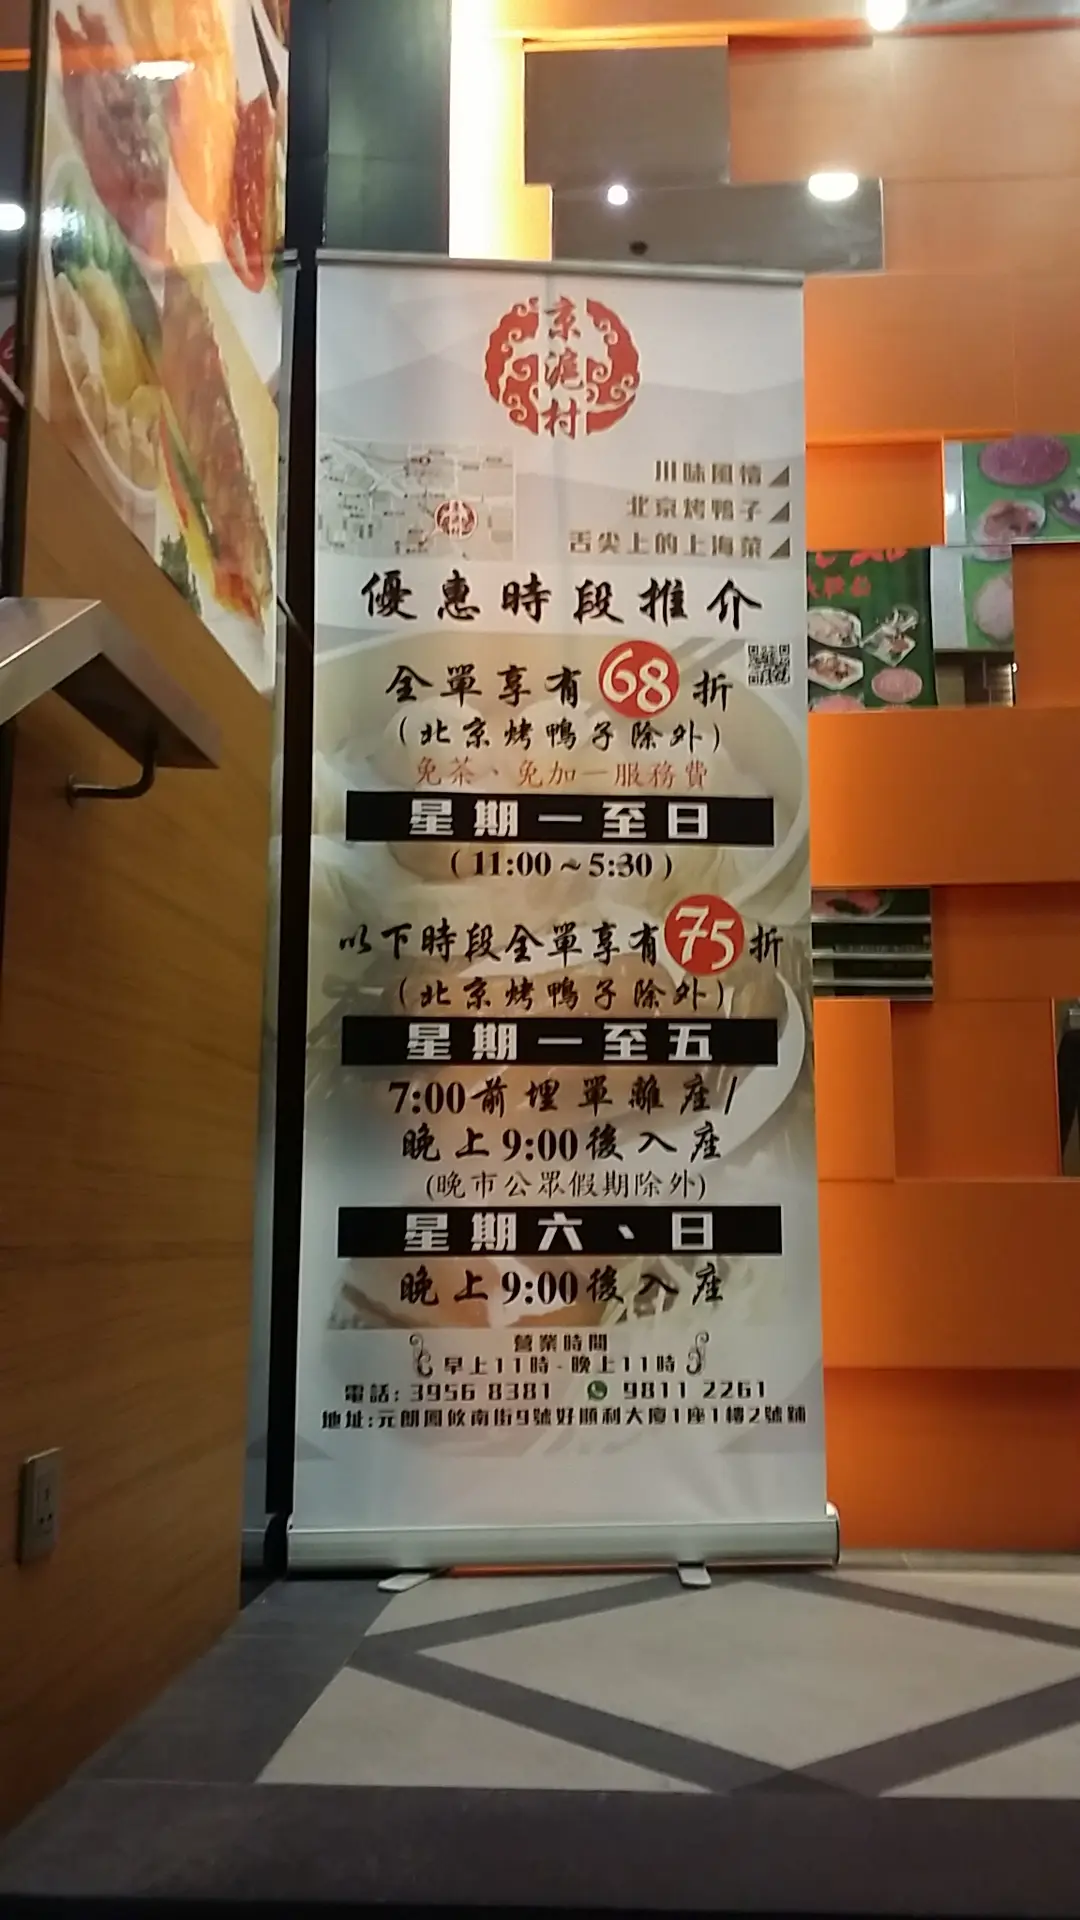 京滬村
川味風情
北京烤鴨子
舌尖上的上海菜
京滬村
優惠時段推介
全單享有68折
(北京烤鴨子除外)
免茶、免加一服務費
星期一至日
(11:00~5:30)
以下時段全單享有75折
(北京烤鴨子除外)
星期一至五
7:00前埋單離座/
晚上9:00後入座
(晚市公眾假期除外)
星期六、日
晚上9:00後入座
營業時間
早上11時-晚上11時
電話: 3956 8381 9811 2261
地址:元朗鳳攸南街9號好順利大廈1座1樓2號舖